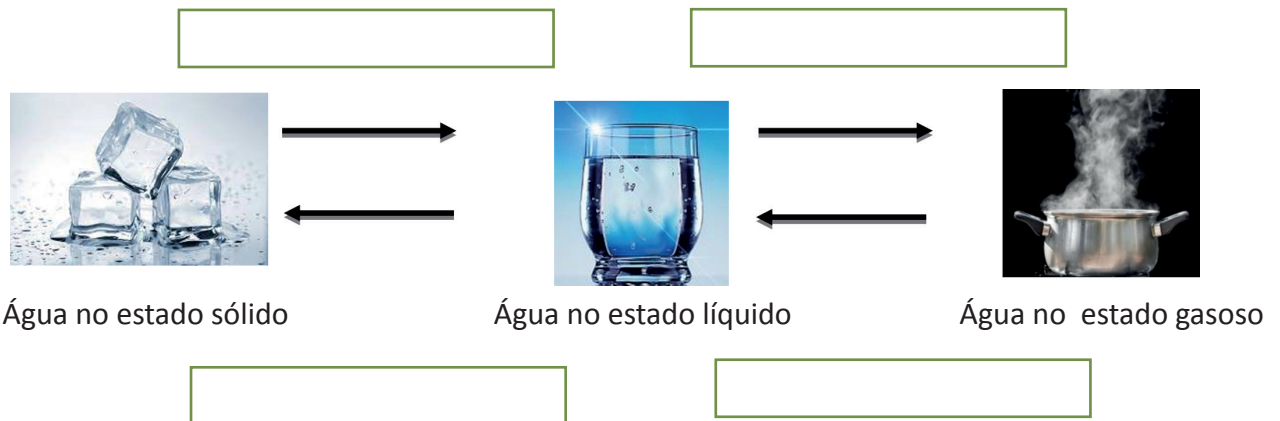 Água no estado sólido
Água no estado líquido
Água no  estado gasoso